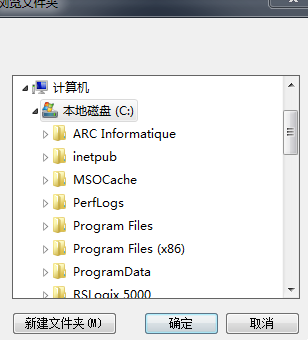 浏览文件夹
计算机
本地磁盘 (C:)
ARC Informatique
inetpub
MSOCache
PerfLogs
Program Files
Program Files (x86)
ProgramData
RSLogix 5000
新建文件夹(M)
确定
取消